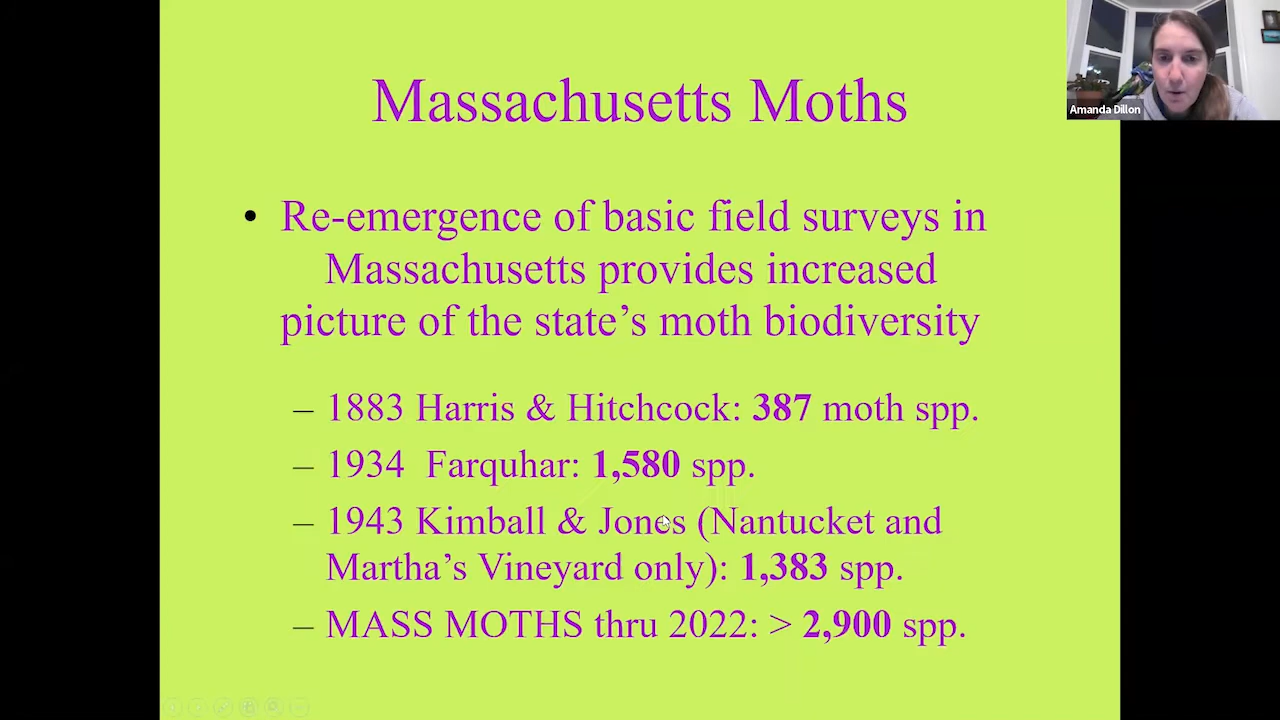 Massachusetts Moths
Amanda Dillon
• Re-emergence of basic field surveys in
Massachusetts provides increased
picture of the state's moth biodiversity
– 1883 Harris & Hitchcock: 387 moth spp.
– 1934 Farquhar: 1,580 spp.
– 1943 Kimball & Jones (Nantucket and
Martha's Vineyard only): 1,383 spp.
– MASS MOTHS thru 2022: > 2,900 spp.